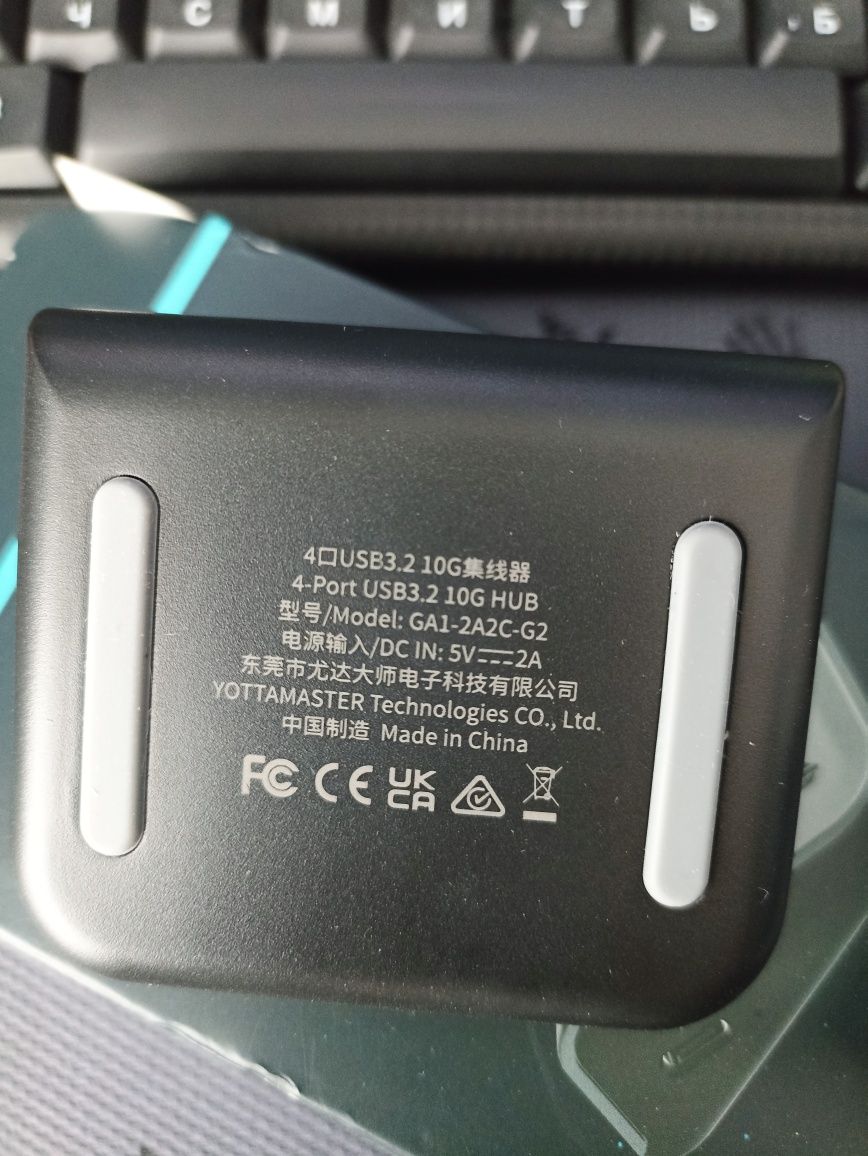 Ч С М И Т Ь Б
4口USB3.2 10G集线器
4-Port USB3.2 10G HUB
型号/Model: GA1-2A2C-G2
电源输入/DC IN: 5V⎓2A
东莞市尤达大师电子科技有限公司
YOTTAMASTER Technologies CO., Ltd.
中国制造 Made in China
FC CE UK CA